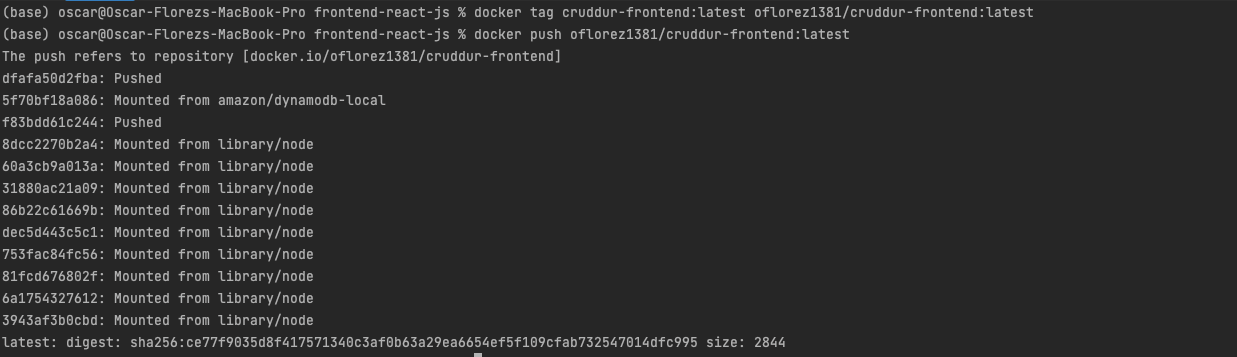 (base) oscar@Oscar-Florezs-MacBook-Pro frontend-react-js % docker tag cruddur-frontend:latest oflorez1381/cruddur-frontend:latest
(base) oscar@Oscar-Florezs-MacBook-Pro frontend-react-js % docker push oflorez1381/cruddur-frontend:latest
The push refers to repository [docker.io/oflorez1381/cruddur-frontend]
dfafa50d2fba: Pushed
5f70bf18a086: Mounted from amazon/dynamodb-local
f83bdd61c244: Pushed
8dcc2270b2a4: Mounted from library/node
60a3cb9a013a: Mounted from library/node
31880ac21a09: Mounted from library/node
86b22c61669b: Mounted from library/node
dec5d443c5c1: Mounted from library/node
753fac84fc56: Mounted from library/node
81fcd676802f: Mounted from library/node
6a1754327612: Mounted from library/node
3943af3b0cbd: Mounted from library/node
latest: digest: sha256:ce77f9035d8f417571340c3af0b63a29ea6654ef5f109cfab732547014dfc995 size: 2844